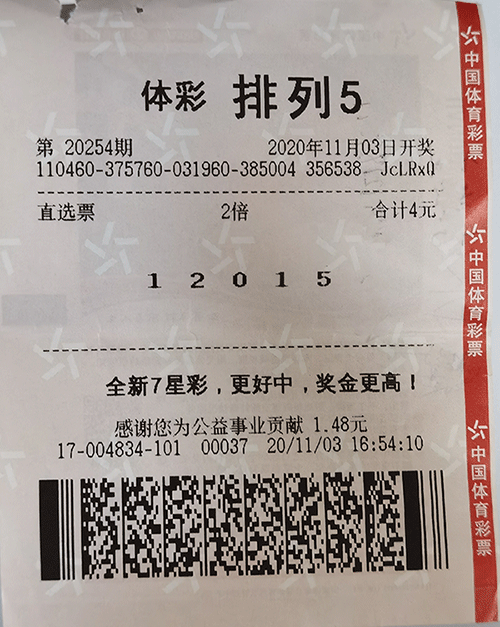 体彩 排列5
第 20254期 2020年11月03日开奖
110460-375760-031960-385004 356538 JcLRxQ
直选票 2倍 合计4元
1 2 0 1 5
全新7星彩，更好中，奖金更高！
感谢您为公益事业贡献 1.48元
17-004834-101 00037 20/11/03 16:54:10
中国体育彩票
中国体育彩票
中国体育彩票